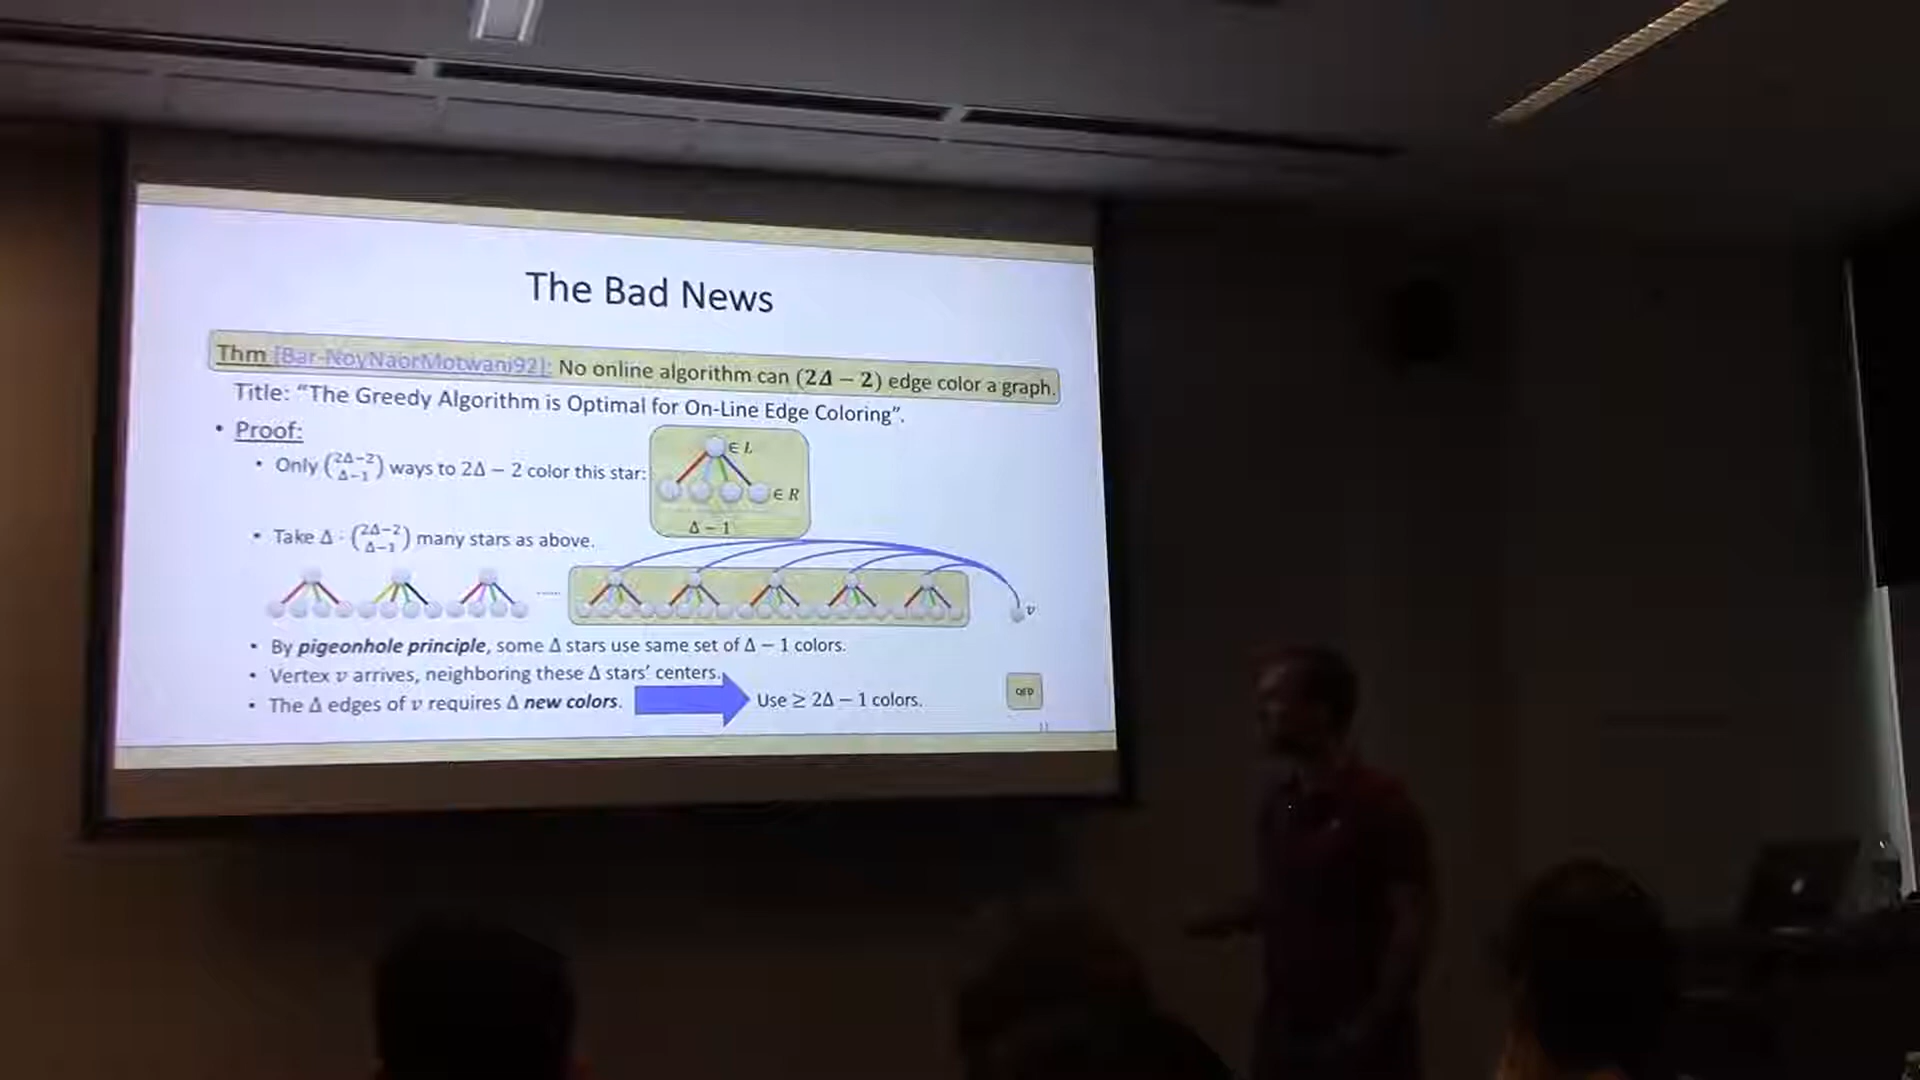 The Bad News
Thm [Bar-NoyNaorMotwani92]: No online algorithm can (2Δ − 2) edge color a graph.
Title: “The Greedy Algorithm is Optimal for On-Line Edge Coloring”.
• Proof:
• Only (2Δ−2 Δ−1) ways to 2Δ − 2 color this star:
∈ L
∈ R
Δ − 1
• Take Δ · (2Δ−2 Δ−1) many stars as above.
......
v
• By pigeonhole principle, some Δ stars use same set of Δ − 1 colors.
• Vertex v arrives, neighboring these Δ stars’ centers.
• The Δ edges of v requires Δ new colors.
Use ≥ 2Δ − 1 colors.
QED
11